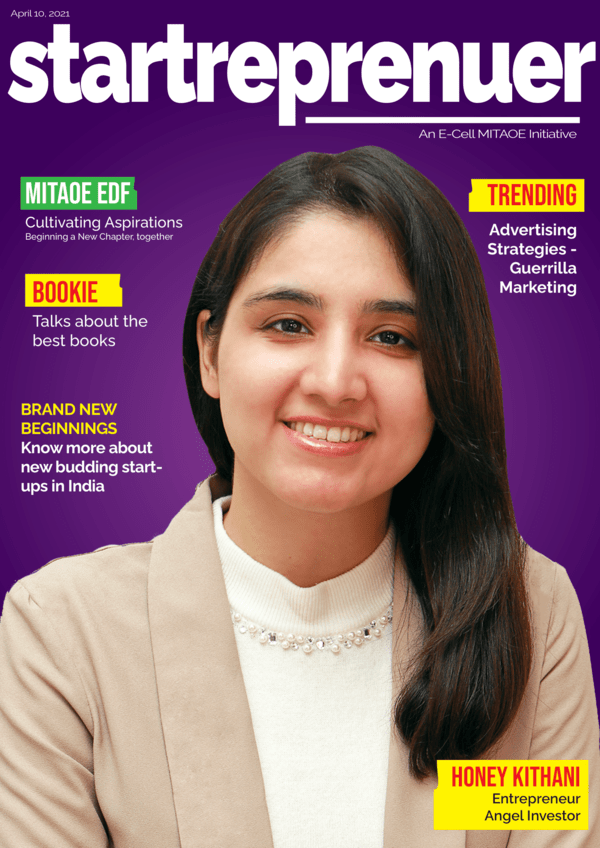 April 10, 2021
startreprenuer
An E-Cell MITAOE Initiative
MITAOE EDF
Cultivating Aspirations
Beginning a New Chapter, together
TRENDING
Advertising
Strategies -
Guerrilla
Marketing
BOOKIE
Talks about the
best books
BRAND NEW
BEGINNINGS
Know more about
new budding start-
ups in India
HONEY KITHANI
Entrepreneur
Angel Investor